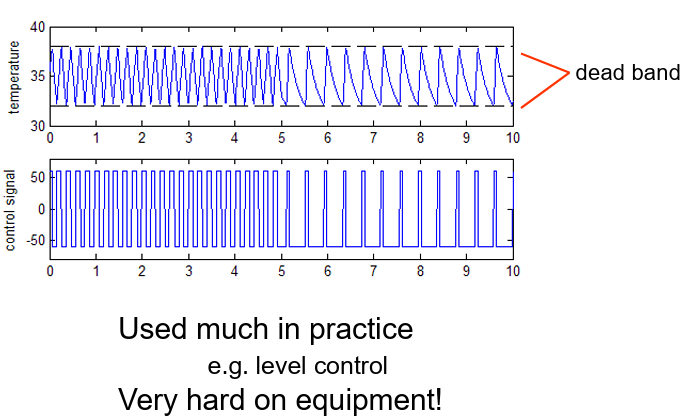 40
35
30
temperature
0 1 2 3 4 5 6 7 8 9 10
dead band
50
0
-50
control signal
0 1 2 3 4 5 6 7 8 9 10
Used much in practice
e.g. level control
Very hard on equipment!